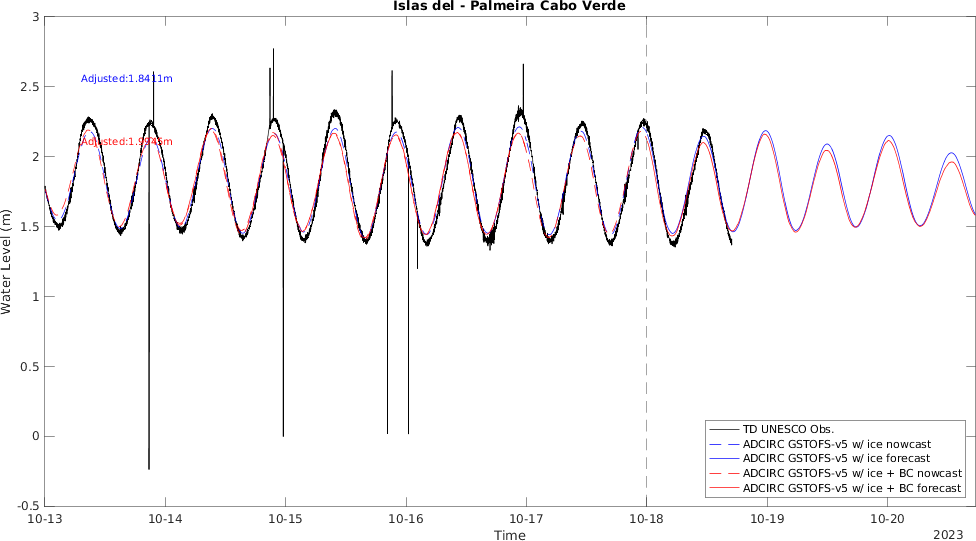 Islas del - Palmeira Cabo Verde
3
2.5
2
1.5
1
0.5
0
-0.5
Water Level (m)
Adjusted:1.8411m
TD UNESCO Obs.
ADCIRC GSTOFS-v5 w/ ice nowcast
ADCIRC GSTOFS-v5 w/ ice forecast
ADCIRC GSTOFS-v5 w/ ice + BC nowcast
ADCIRC GSTOFS-v5 w/ ice + BC forecast
10-13 10-14 10-15 10-16 10-17 10-18 10-19 10-20
Time
2023